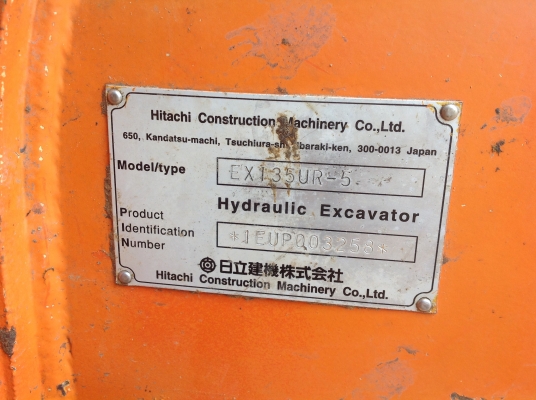 Hitachi Construction Machinery Co.,Ltd.
650, Kandatsu-machi, Tsuchiura-shi, Ibaraki-ken, 300-0013 Japan
Model/type EX135UR-5
Hydraulic Excavator
Product
Identification
Number
*1EUP008258*
日立建機株式会社
Hitachi Construction Machinery Co.,Ltd.